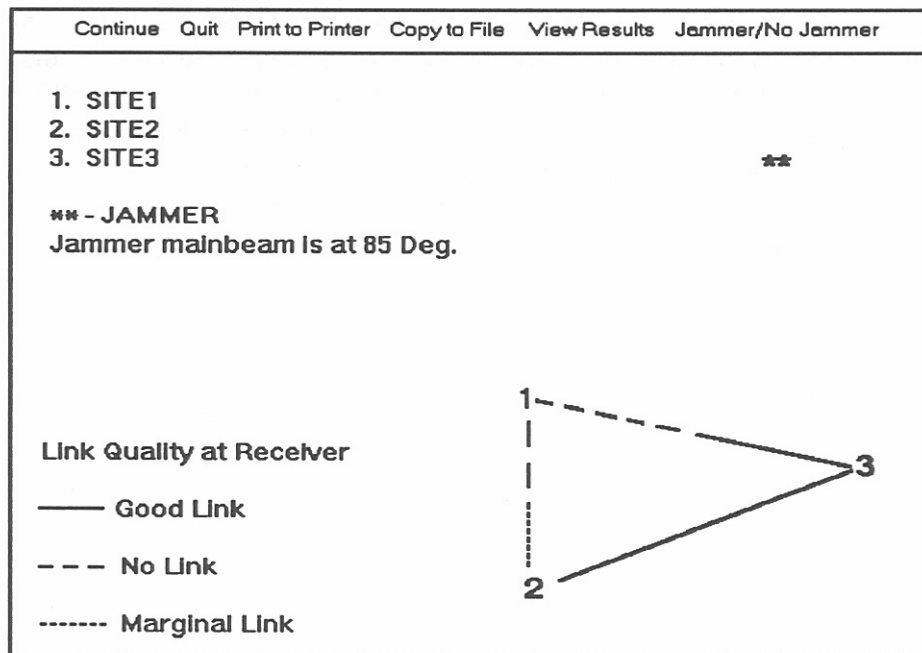 Continue Quit Print to Printer Copy to File View Results Jammer/No Jammer
1. SITE1
2. SITE2
3. SITE3
**
** - JAMMER
Jammer mainbeam is at 85 Deg.
1
Link Quality at Receiver
3
Good Link
No Link
2
Marginal Link